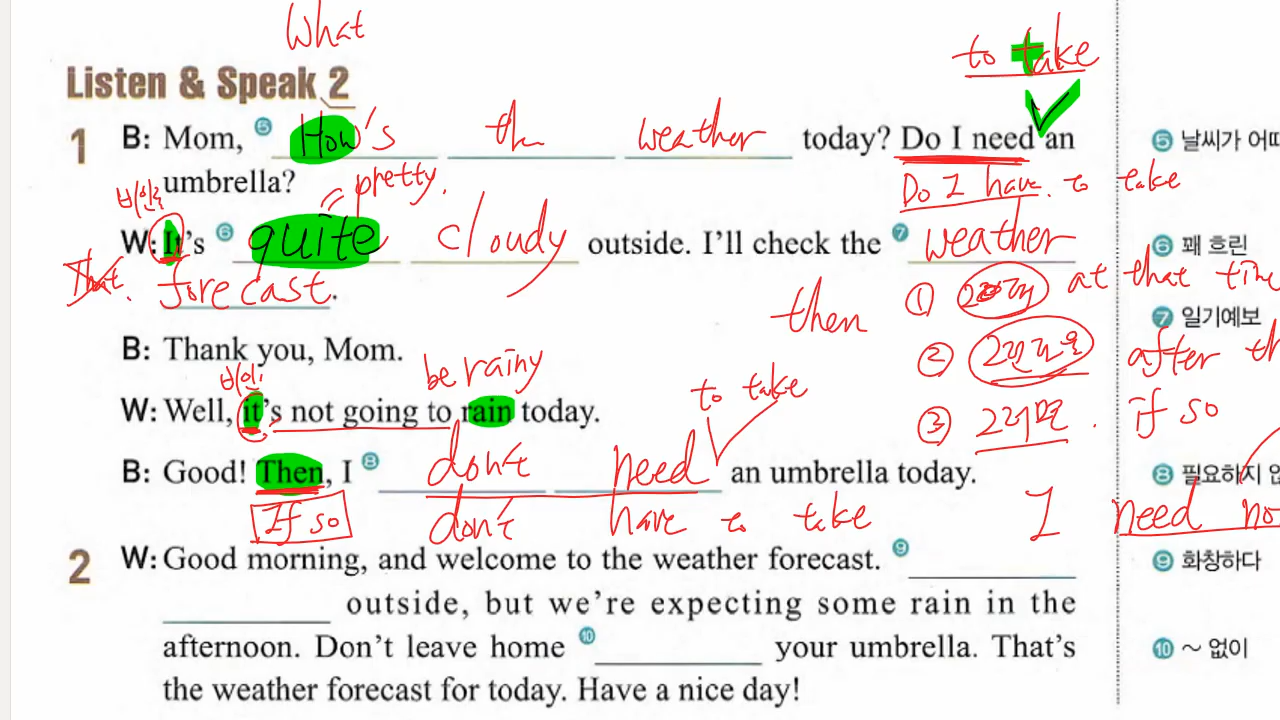 What
to take
Listen & Speak 2
1 B: Mom, ⑤ How's the weather today? Do I need an
⑤ 날씨가 어떠
umbrella? = pretty. Do I have to take
비인칭
W: It's ⑥ quite cloudy outside. I'll check the ⑦ weather
⑥ 꽤 흐린
That. forecast.
then
① 그때 at that time
⑦ 일기예보
B: Thank you, Mom.
② 그런 다음 after th
비인칭 be rainy
to take
W: Well, it's not going to rain today.
③ 그러면. if so
B: Good! Then, I ⑧ don't need an umbrella today.
⑧ 필요하지 않
If so don't have to take
I need no
2 W: Good morning, and welcome to the weather forecast. ⑨
⑨ 화창하다
outside, but we're expecting some rain in the
afternoon. Don't leave home ⑩ your umbrella. That's
⑩ ~ 없이
the weather forecast for today. Have a nice day!